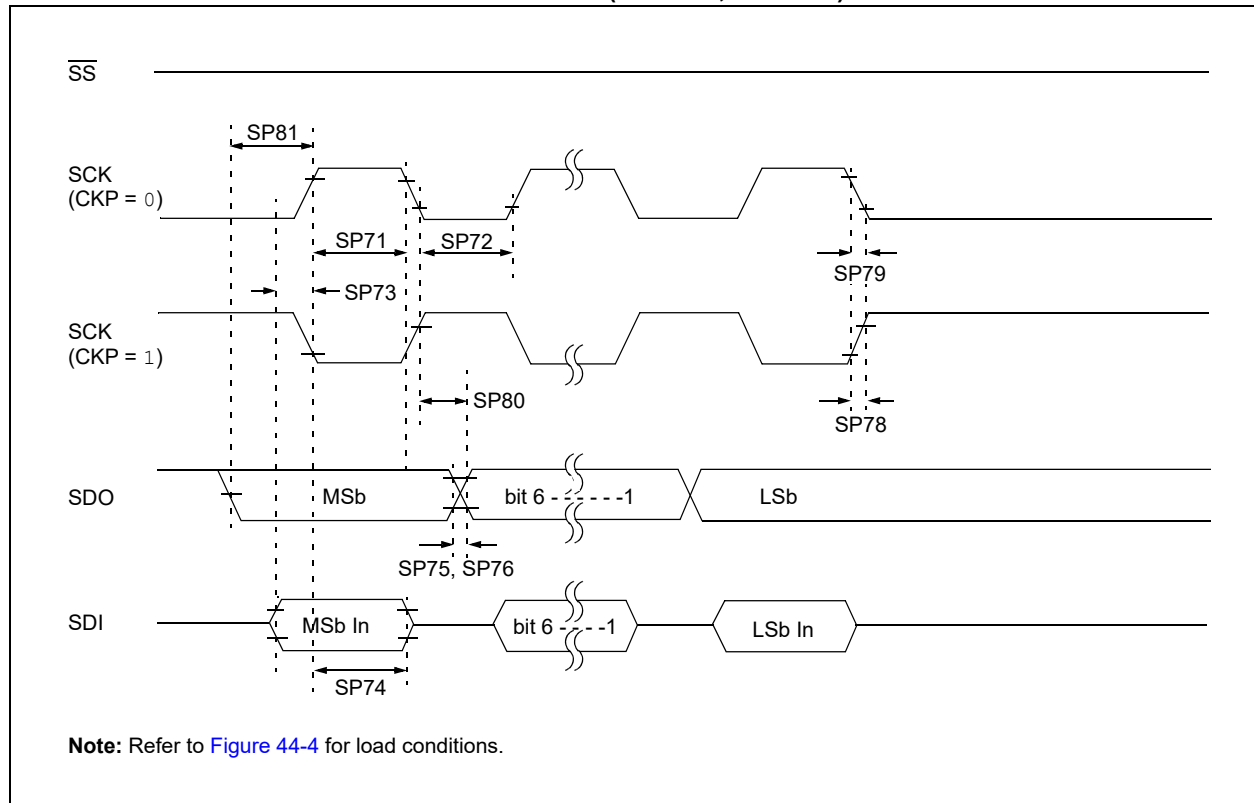 SS
SP81
SCK
(CKP = 0)
SP71
SP72
SP79
SP73
SCK
(CKP = 1)
SP80
SP78
SDO
MSb
bit 6 - - - - - - -1
LSb
SP75, SP76
SDI
MSb In
bit 6 - - - - -1
LSb In
SP74
Note: Refer to Figure 44-4 for load conditions.